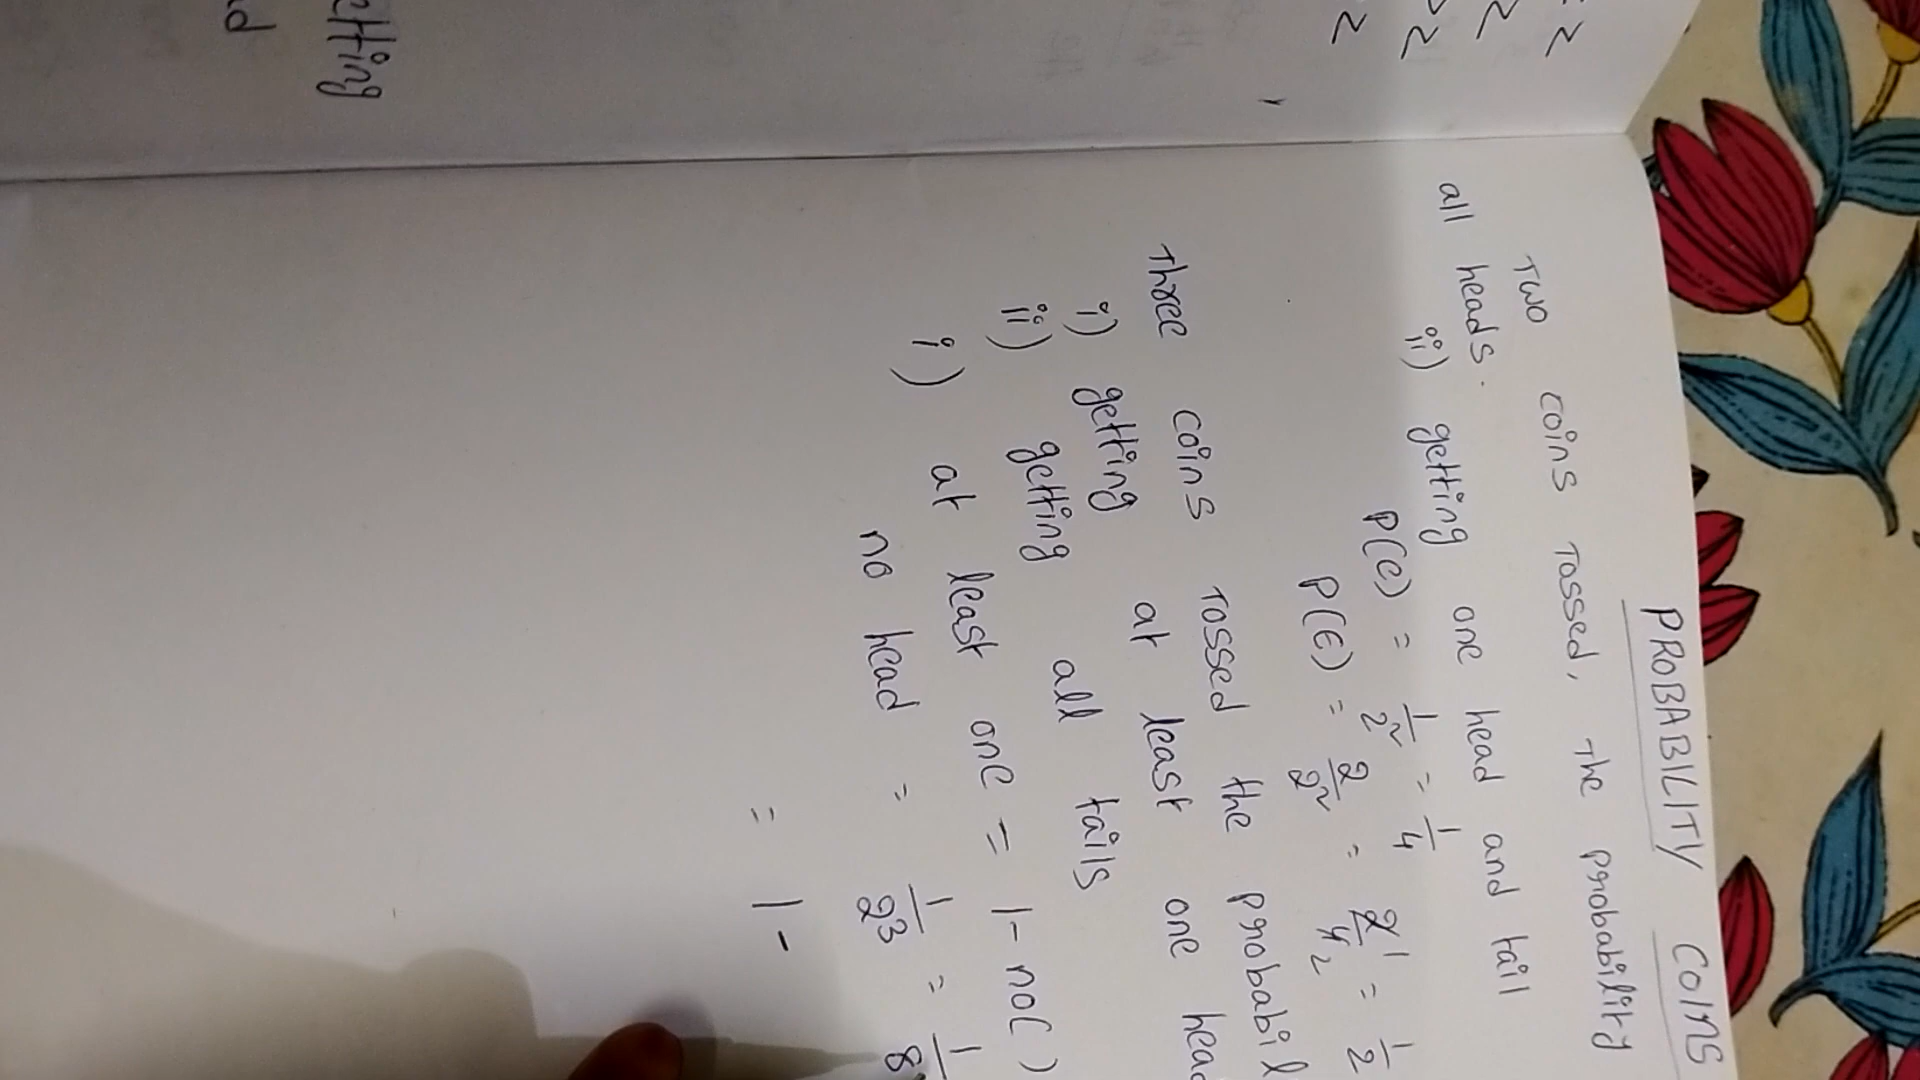 PROBABILITY COINS
Two coins Tossed, The probability
all heads. ii) getting one head and tail
P(e) = 1/2² = 1/4
P(E) = 2/2² = 2/4 = 1/2
Three coins Tossed the probabil
i) getting at least one hea
ii) getting all tails
i) at least one = 1- no( )
no head = 1/2³ = 1/8
= 1 -
etting
d